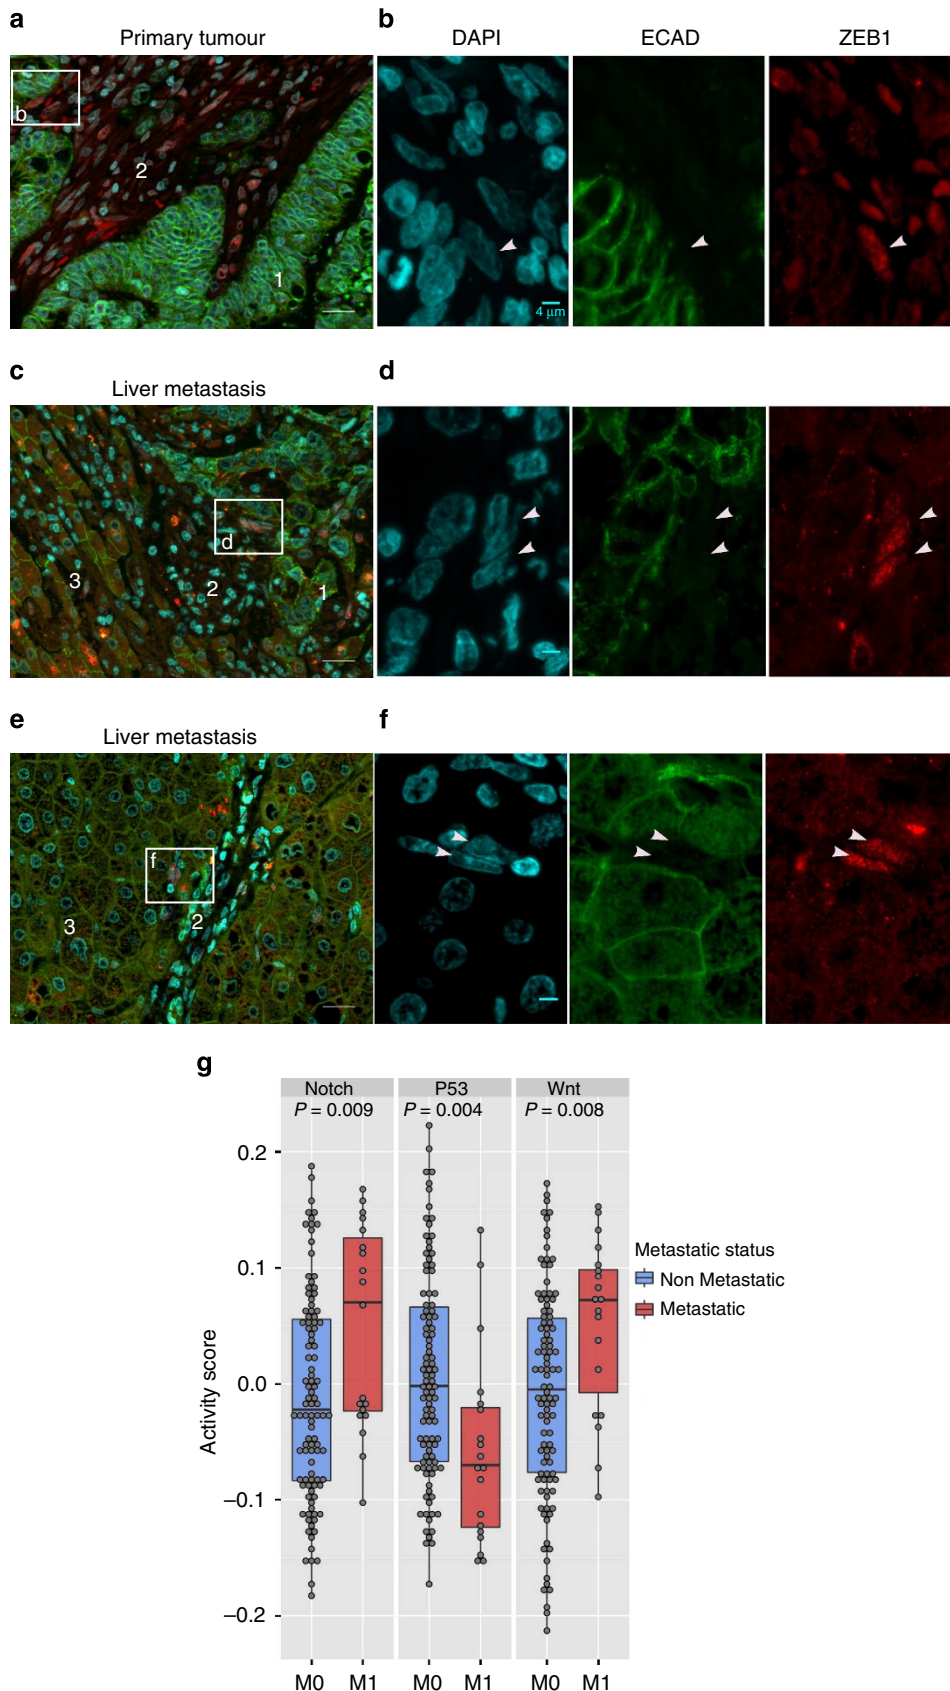 a
Primary tumour
b
2
1
b
DAPI
ECAD
ZEB1
4 μm
c
Liver metastasis
d
3
2
1
d
e
Liver metastasis
f
3
2
f
g
Notch
P53
Wnt
P = 0.009
P = 0.004
P = 0.008
Activity score
0.2
0.1
0.0
–0.1
–0.2
M0
M1
M0
M1
M0
M1
Metastatic status
Non Metastatic
Metastatic